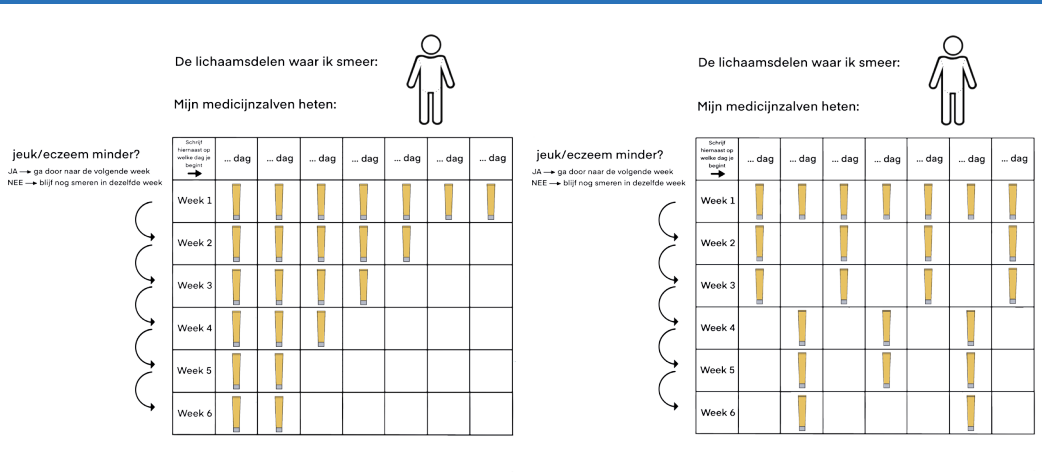 De lichaamsdelen waar ik smeer:
Mijn medicijnzalven heten:
jeuk/eczeem minder?
JA → ga door naar de volgende week
NEE → blijf nog smeren in dezelfde week
Schrijf
hiernaast op
welke dag je
begint
... dag ... dag ... dag ... dag ... dag ... dag ... dag
Week 1
Week 2
Week 3
Week 4
Week 5
Week 6
De lichaamsdelen waar ik smeer:
Mijn medicijnzalven heten:
jeuk/eczeem minder?
JA → ga door naar de volgende week
NEE → blijf nog smeren in dezelfde week
Schrijf
hiernaast op
welke dag je
begint
... dag ... dag ... dag ... dag ... dag ... dag ... dag
Week 1
Week 2
Week 3
Week 4
Week 5
Week 6